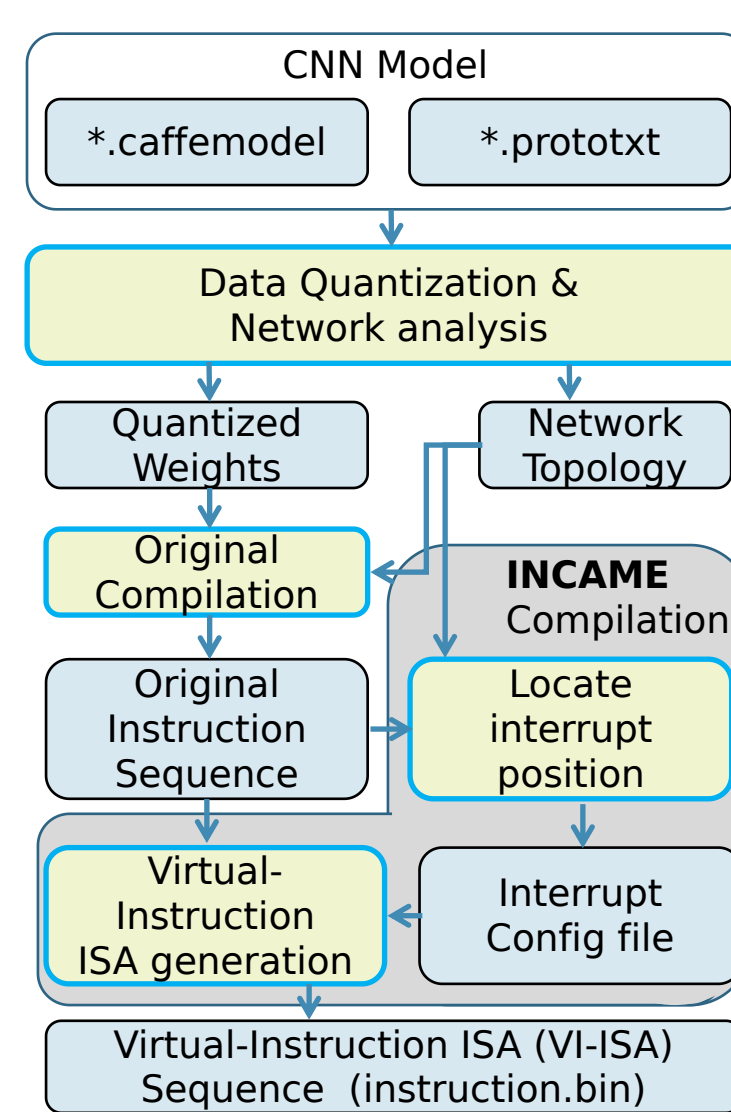 CNN Model
*.caffemodel
*.prototxt
Data Quantization &
Network analysis
Quantized
Weights
Network
Topology
Original
Compilation
INCAME
Compilation
Original
Instruction
Sequence
Locate
interrupt
position
Virtual-
Instruction
ISA generation
Interrupt
Config file
Virtual-Instruction ISA (VI-ISA)
Sequence (instruction.bin)